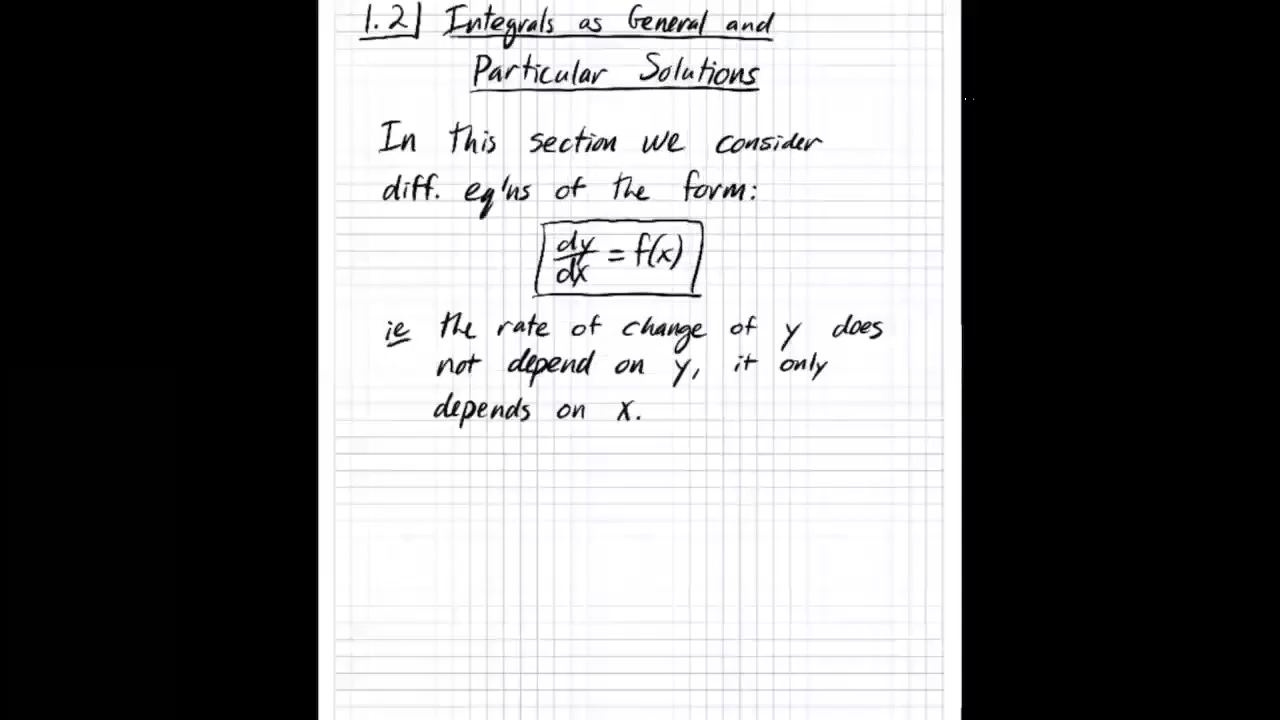 1.2] Integrals as General and
Particular Solutions
In this section we consider
diff. eq'ns of the form:
dy/dx = f(x)
ie the rate of change of y does
not depend on y, it only
depends on x.